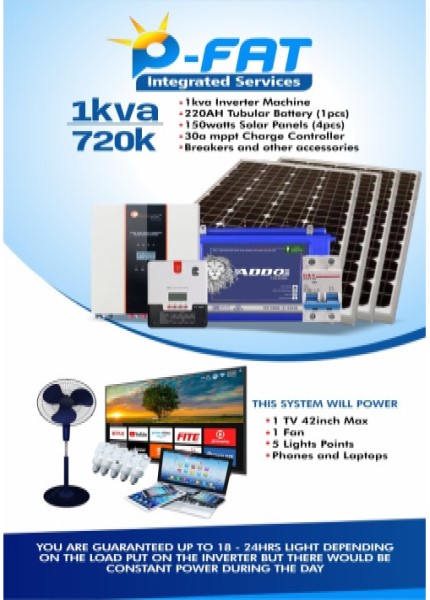 P-FAT
Integrated Services
1kva
720k
1kva Inverter Machine
220AH Tubular Battery (1pcs)
150watts Solar Panels (4pcs)
30a mppt Charge Controller
Breakers and other accessories
ADDO
NETFLIX
YouTube
FITE
THIS SYSTEM WILL POWER
1 TV 42inch Max
1 Fan
5 Lights Points
Phones and Laptops
YOU ARE GUARANTEED UP TO 18 - 24HRS LIGHT DEPENDING
ON THE LOAD PUT ON THE INVERTER BUT THERE WOULD BE
CONSTANT POWER DURING THE DAY